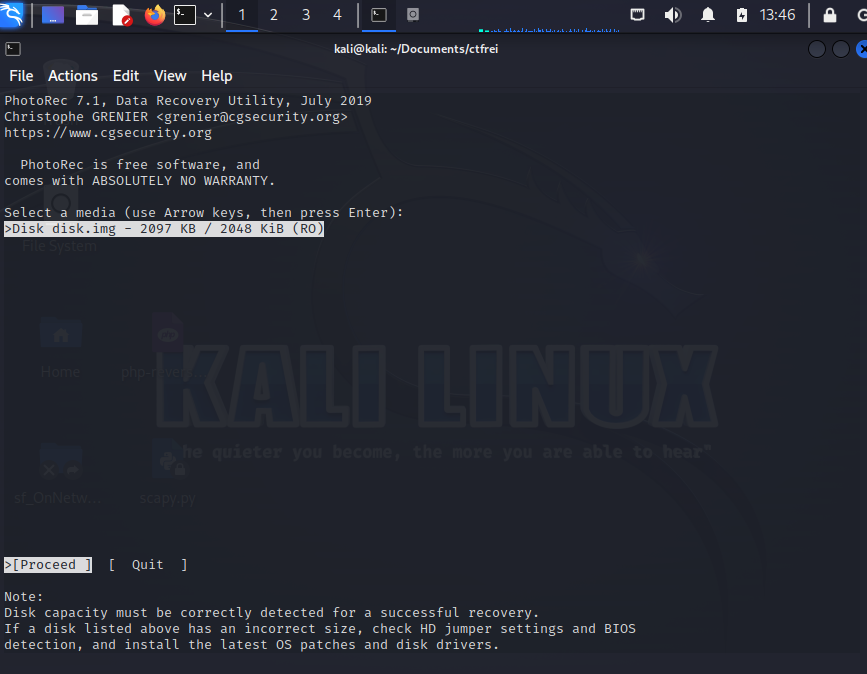 1 2 3 4 13:46
kali@kali: ~/Documents/ctfrei
File Actions Edit View Help
PhotoRec 7.1, Data Recovery Utility, July 2019
Christophe GRENIER <grenier@cgsecurity.org>
https://www.cgsecurity.org
PhotoRec is free software, and
comes with ABSOLUTELY NO WARRANTY.
Select a media (use Arrow keys, then press Enter):
>Disk disk.img - 2097 KB / 2048 KiB (RO)
File System
Home php-rever
KALI LINUX
he quieter you become, the more you are able to hear"
sf_OnNetw... scapy.py
>[Proceed ] [ Quit ]
Note:
Disk capacity must be correctly detected for a successful recovery.
If a disk listed above has an incorrect size, check HD jumper settings and BIOS
detection, and install the latest OS patches and disk drivers.